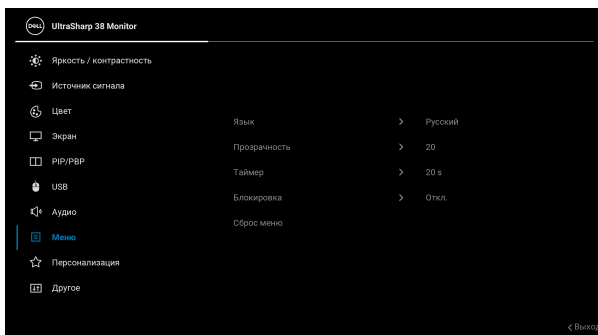 DELL UltraSharp 38 Monitor
Яркость / контрастность
Источник сигнала
Цвет
Экран
PIP/PBP
USB
Аудио
Меню
Персонализация
Другое
Язык > Русский
Прозрачность > 20
Таймер > 20 s
Блокировка > Откл.
Сброс меню
< Выход